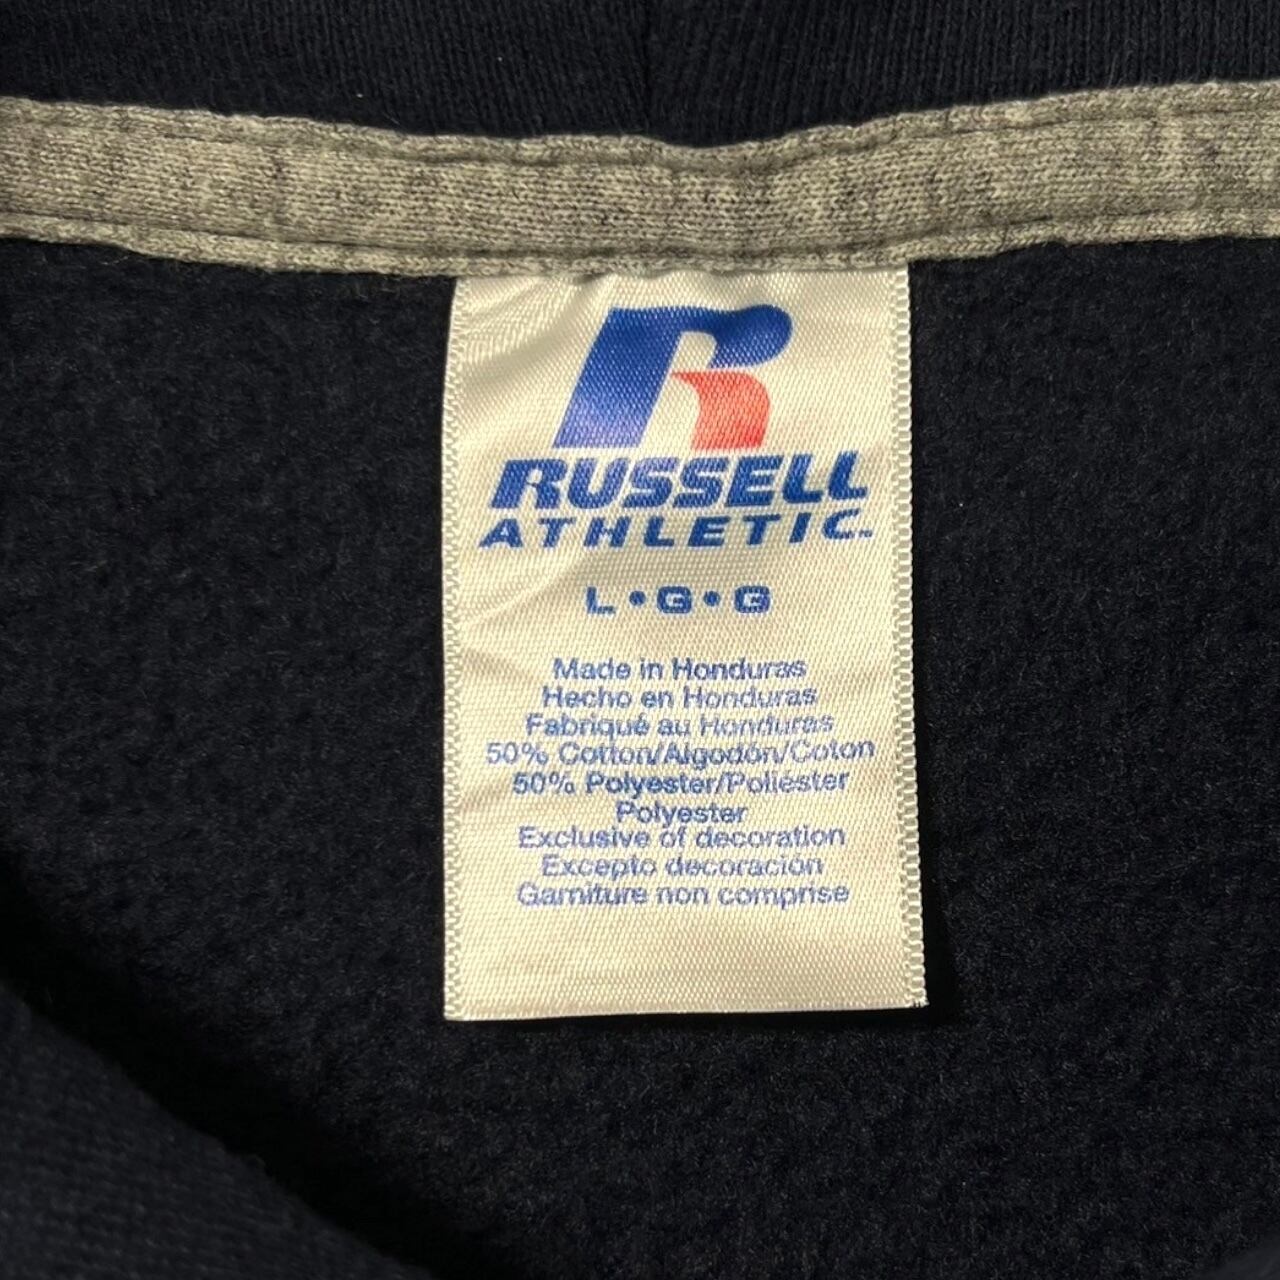 R
RUSSELL
ATHLETIC.
L•G•G
Made in Honduras
Hecho en Honduras
Fabriqué au Honduras
50% Cotton/Algodón/Coton
50% Polyester/Poliéster
Polyester
Exclusive of decoration
Excepto decoración
Garniture non comprise